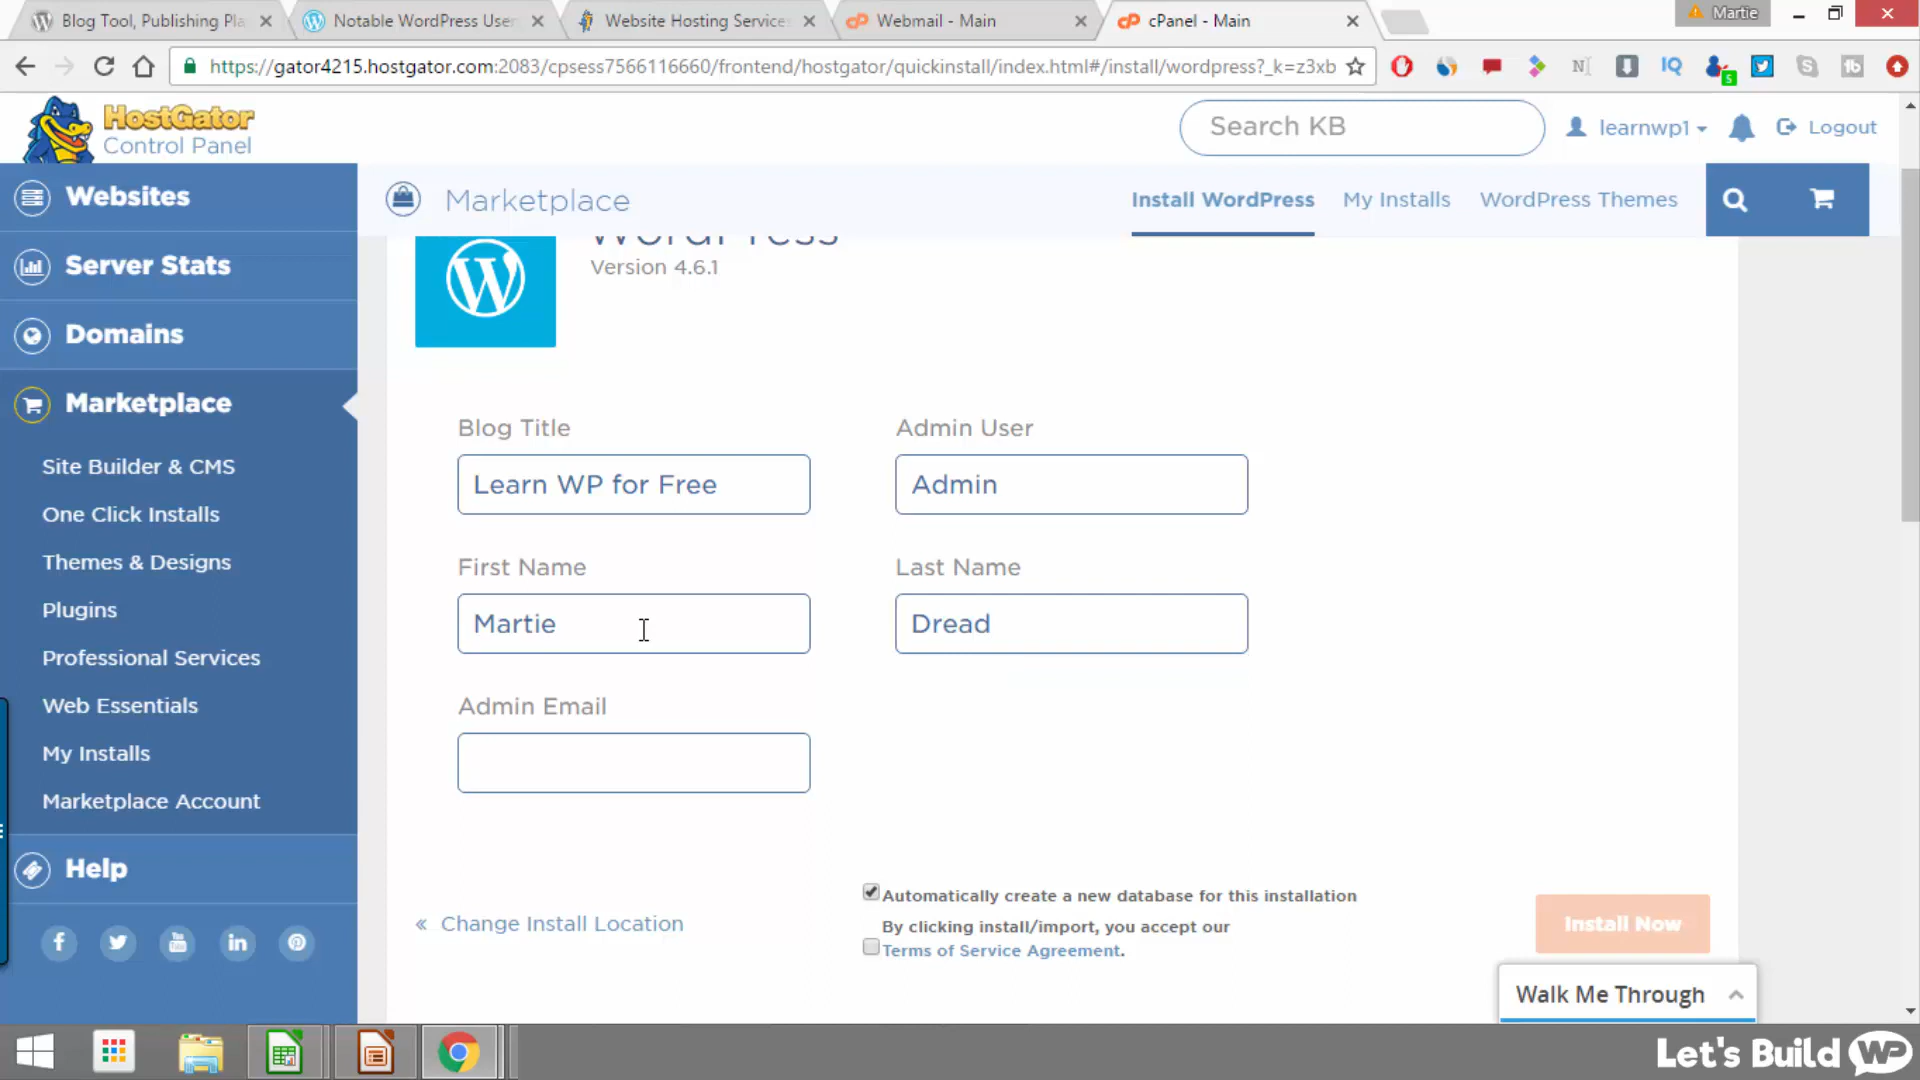 Blog Tool, Publishing Pla
Notable WordPress User
Website Hosting Service
cP Webmail - Main
cP cPanel - Main
Martie
https://gator4215.hostgator.com:2083/cpsess7566116660/frontend/hostgator/quickinstall/index.html#/install/wordpress?_k=z3xb
IQ
5
HostGator
Control Panel
Search KB
learnwp1
Logout
Websites
Server Stats
Domains
Marketplace
Site Builder & CMS
One Click Installs
Themes & Designs
Plugins
Professional Services
Web Essentials
My Installs
Marketplace Account
Help
Marketplace
Install WordPress
My Installs
WordPress Themes
WordPress
Version 4.6.1
Blog Title
Admin User
Learn WP for Free
Admin
First Name
Last Name
Martie
Dread
Admin Email
« Change Install Location
Automatically create a new database for this installation
By clicking install/import, you accept our
Terms of Service Agreement.
Install Now
Walk Me Through
Let's Build WP